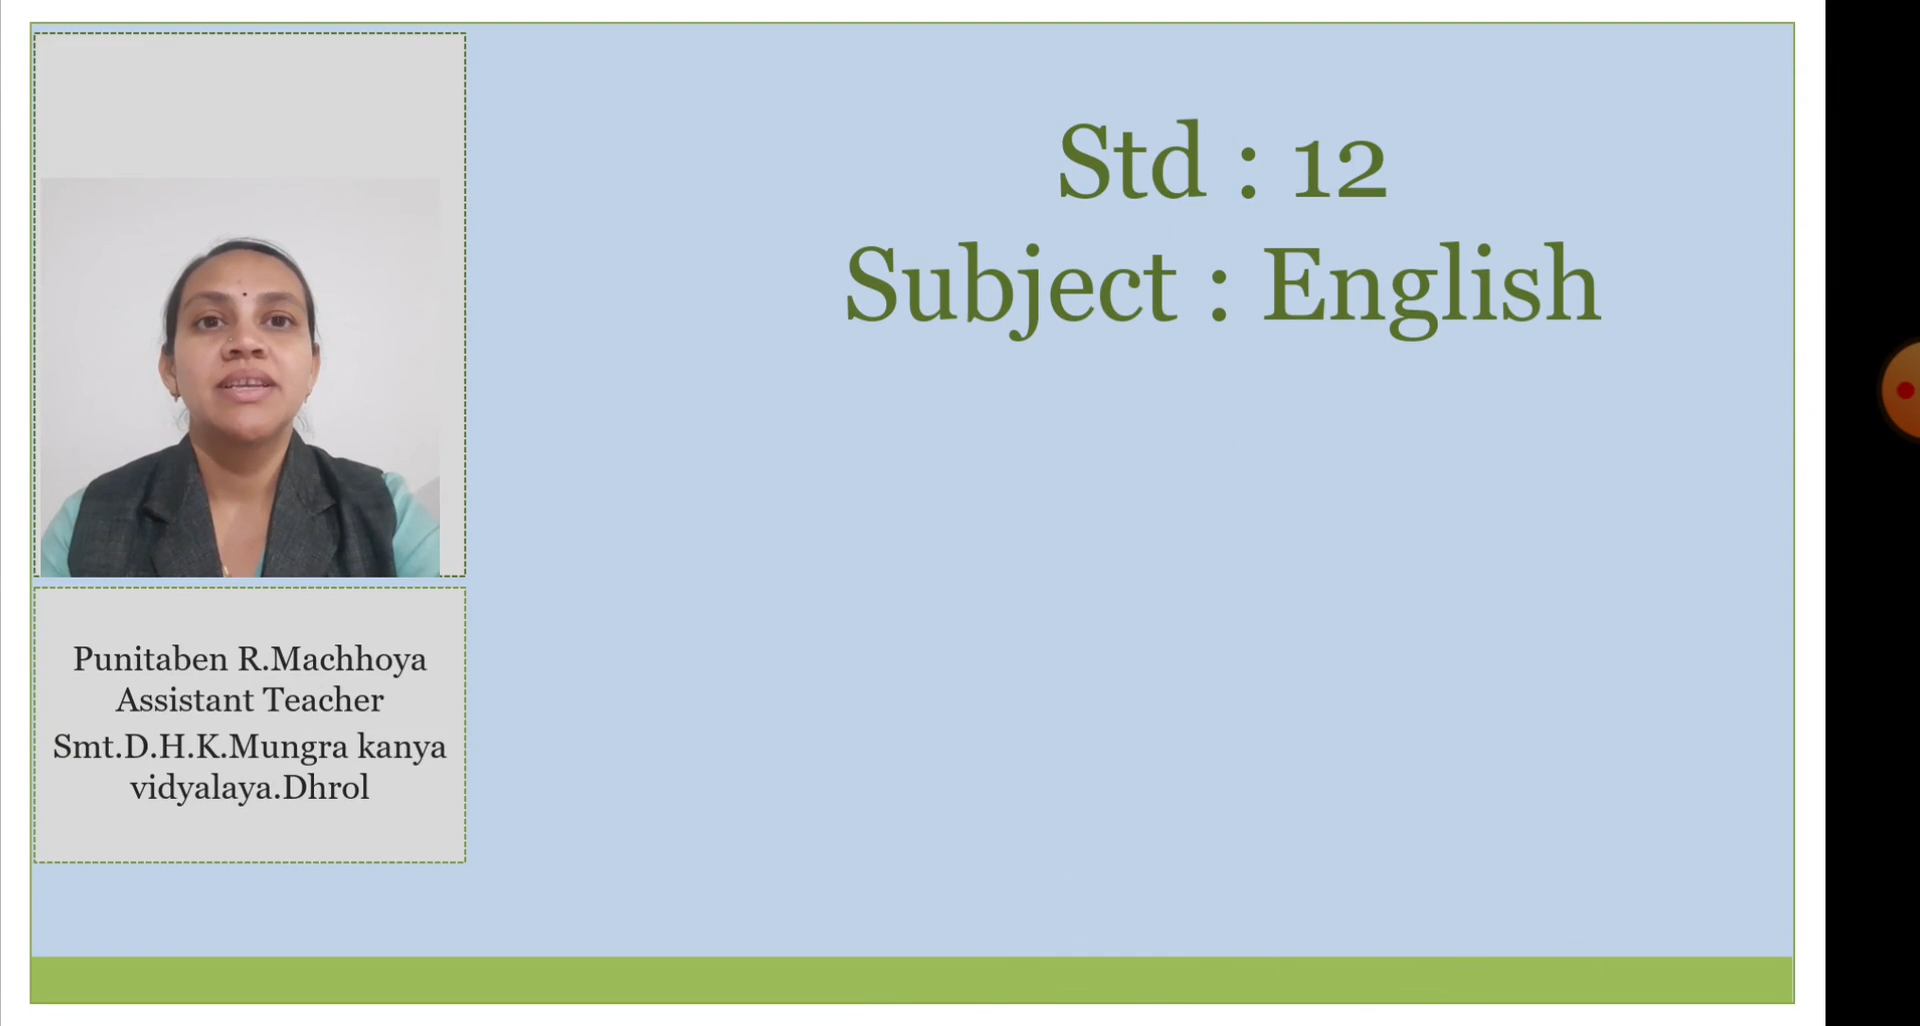 Std : 12
Subject : English
Punitaben R.Machhoya
Assistant Teacher
Smt.D.H.K.Mungra kanya
vidyalaya.Dhrol